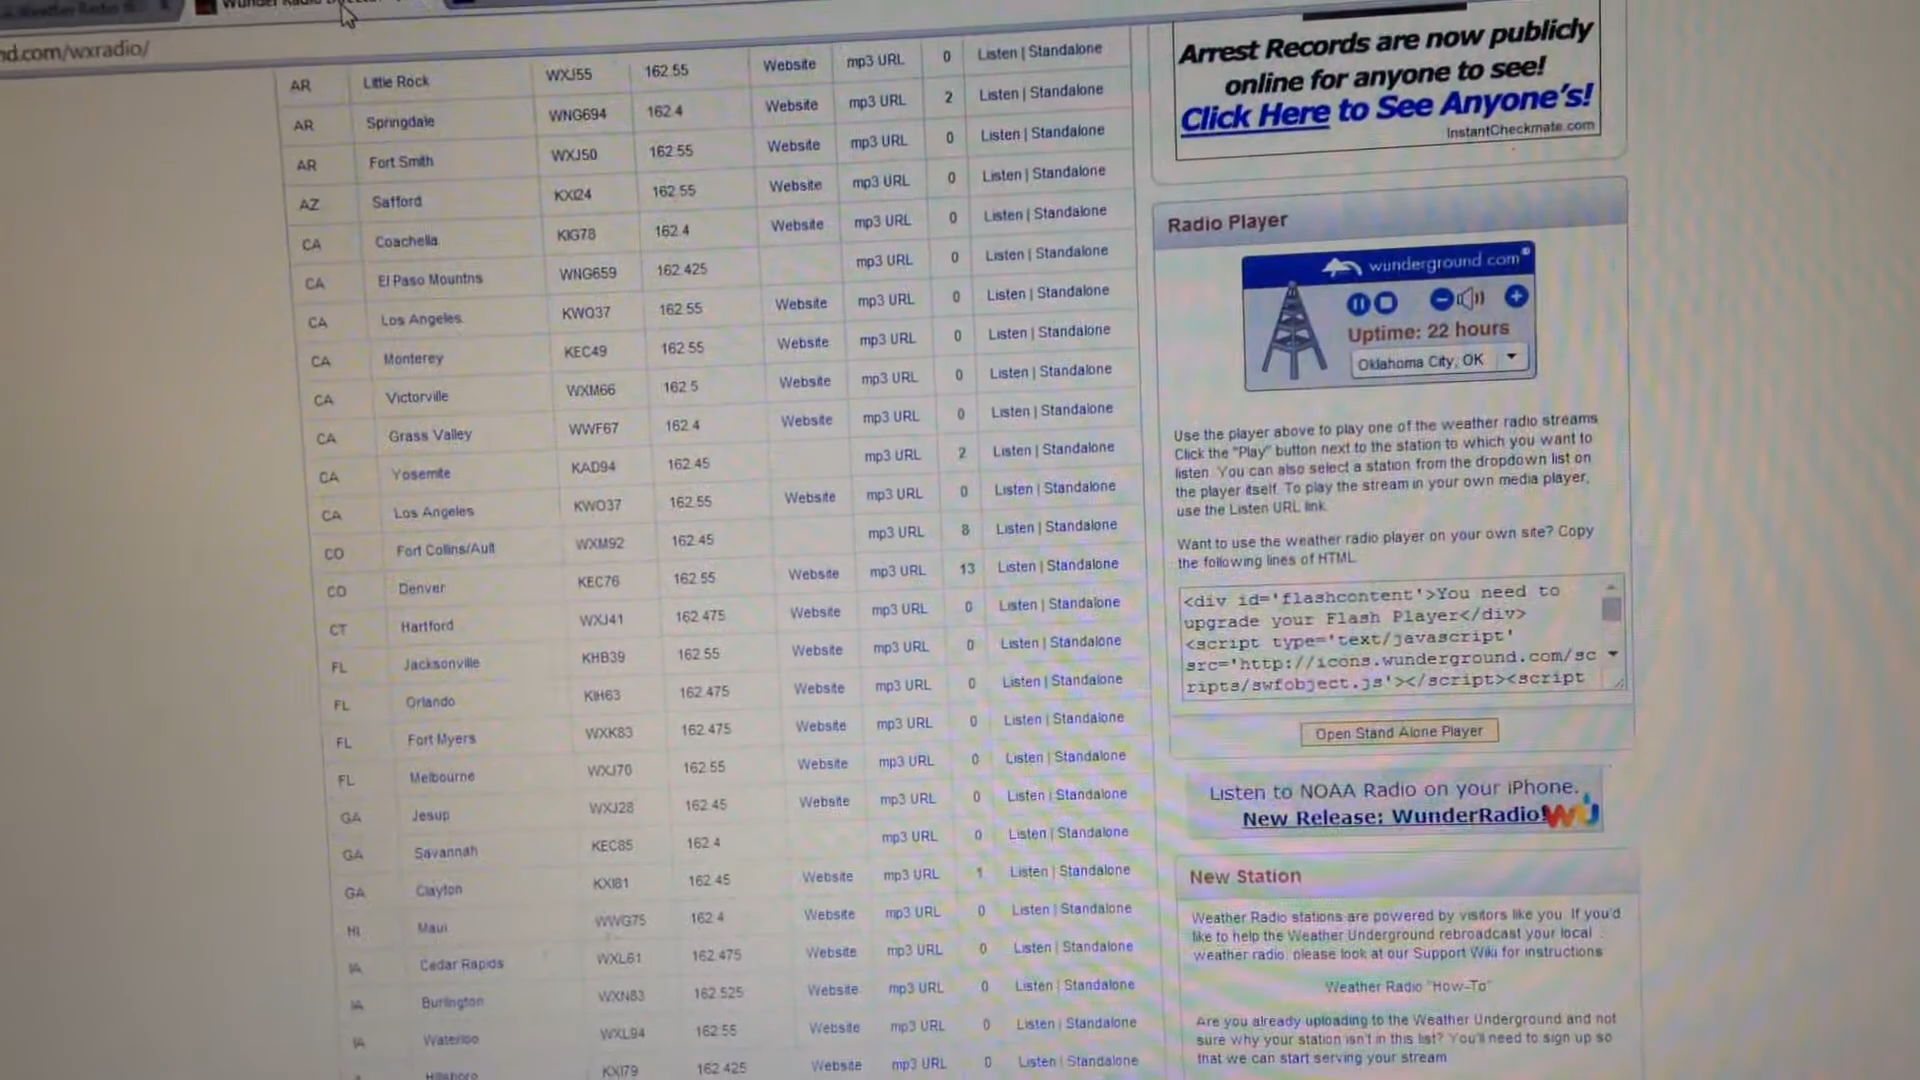 nd.com/wxradio/
AR Little Rock WXJ55 162.55 Website mp3 URL 0 Listen | Standalone
AR Springdale WNG694 162.4 Website mp3 URL 2 Listen | Standalone
AR Fort Smith WXJ50 162.55 Website mp3 URL 0 Listen | Standalone
AZ Safford KXI24 162.55 Website mp3 URL 0 Listen | Standalone
CA Coachella KIG78 162.4 Website mp3 URL 0 Listen | Standalone
CA El Paso Mountns WNG659 162.425 mp3 URL 0 Listen | Standalone
CA Los Angeles KWO37 162.55 Website mp3 URL 0 Listen | Standalone
CA Monterey KEC49 162.55 Website mp3 URL 0 Listen | Standalone
CA Victorville WXM66 162.5 Website mp3 URL 0 Listen | Standalone
CA Grass Valley WWF67 162.4 Website mp3 URL 0 Listen | Standalone
CA Yosemite KAD94 162.45 mp3 URL 2 Listen | Standalone
CA Los Angeles KWO37 162.55 Website mp3 URL 0 Listen | Standalone
CO Fort Collins/Ault WXM92 162.45 mp3 URL 8 Listen | Standalone
CO Denver KEC76 162.55 Website mp3 URL 13 Listen | Standalone
CT Hartford WXJ41 162.475 Website mp3 URL 0 Listen | Standalone
FL Jacksonville KHB39 162.55 Website mp3 URL 0 Listen | Standalone
FL Orlando KIH63 162.475 Website mp3 URL 0 Listen | Standalone
FL Fort Myers WXK83 162.475 Website mp3 URL 0 Listen | Standalone
FL Melbourne WXJ70 162.55 Website mp3 URL 0 Listen | Standalone
GA Jesup WXJ28 162.45 Website mp3 URL 0 Listen | Standalone
GA Savannah KEC85 162.4 mp3 URL 0 Listen | Standalone
GA Clayton KXI81 162.45 Website mp3 URL 1 Listen | Standalone
HI Maui WWG75 162.4 Website mp3 URL 0 Listen | Standalone
IA Cedar Rapids WXL61 162.475 Website mp3 URL 0 Listen | Standalone
IA Burlington WXN83 162.525 Website mp3 URL 0 Listen | Standalone
IA Waterloo WXL94 162.55 Website mp3 URL 0 Listen | Standalone
Hillsboro KXI79 162.425 Website mp3 URL 0 Listen | Standalone
Arrest Records are now publicly
online for anyone to see!
Click Here to See Anyone's!
InstantCheckmate.com
Radio Player
wunderground.com
Uptime: 22 hours
Oklahoma City, OK
Use the player above to play one of the weather radio streams
Click the "Play" button next to the station to which you want to
listen. You can also select a station from the dropdown list on
the player itself. To play the stream in your own media player,
use the Listen URL link.
Want to use the weather radio player on your own site? Copy
the following lines of HTML
<div id='flashcontent'>You need to
upgrade your Flash Player</div>
<script type='text/javascript'
src='http://icons.wunderground.com/sc
ripts/swfobject.js'></script><script
Open Stand Alone Player
Listen to NOAA Radio on your iPhone.
New Release: WunderRadio!
New Station
Weather Radio stations are powered by visitors like you. If you'd
like to help the Weather Underground rebroadcast your local
weather radio, please look at our Support Wiki for instructions
Weather Radio "How-To"
Are you already uploading to the Weather Underground and not
sure why your station isn't in this list? You'll need to sign up so
that we can start serving your stream